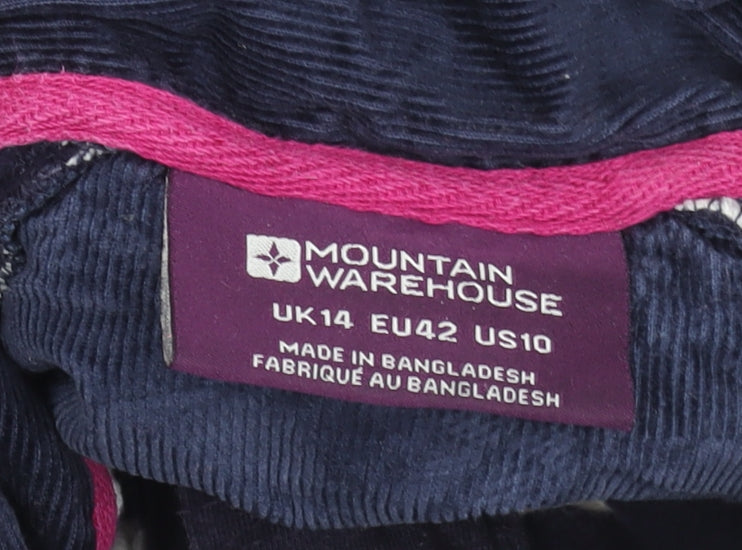 MOUNTAIN
WAREHOUSE
UK14 EU42 US10
MADE IN BANGLADESH
FABRIQUÉ AU BANGLADESH